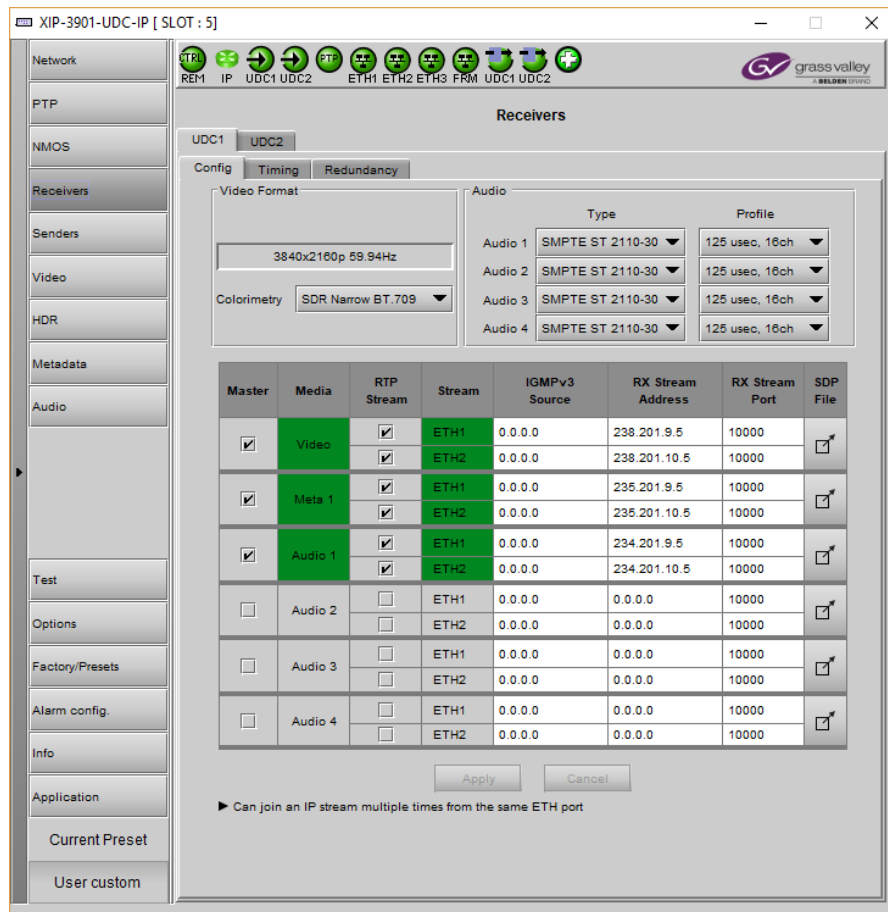 XIP-3901-UDC-IP [ SLOT : 5]
Network
PTP
NMOS
Receivers
Senders
Video
HDR
Metadata
Audio
Test
Options
Factory/Presets
Alarm config.
Info
Application
Current Preset
User custom
CTRL PTP
REM IP UDC1 UDC2 ETH1 ETH2 ETH3 FRM UDC1 UDC2
GV grass valley
A BELDEN BRAND
Receivers
UDC1 UDC2
Config Timing Redundancy
Video Format
3840x2160p 59.94Hz
Colorimetry SDR Narrow BT.709
Audio
Type Profile
Audio 1 SMPTE ST 2110-30 125 usec, 16ch
Audio 2 SMPTE ST 2110-30 125 usec, 16ch
Audio 3 SMPTE ST 2110-30 125 usec, 16ch
Audio 4 SMPTE ST 2110-30 125 usec, 16ch
Master Media RTP Stream Stream IGMPv3 Source RX Stream Address RX Stream Port SDP File
Video ETH1 0.0.0.0 238.201.9.5 10000
ETH2 0.0.0.0 238.201.10.5 10000
Meta 1 ETH1 0.0.0.0 235.201.9.5 10000
ETH2 0.0.0.0 235.201.10.5 10000
Audio 1 ETH1 0.0.0.0 234.201.9.5 10000
ETH2 0.0.0.0 234.201.10.5 10000
Audio 2 ETH1 0.0.0.0 0.0.0.0 10000
ETH2 0.0.0.0 0.0.0.0 10000
Audio 3 ETH1 0.0.0.0 0.0.0.0 10000
ETH2 0.0.0.0 0.0.0.0 10000
Audio 4 ETH1 0.0.0.0 0.0.0.0 10000
ETH2 0.0.0.0 0.0.0.0 10000
Apply Cancel
Can join an IP stream multiple times from the same ETH port